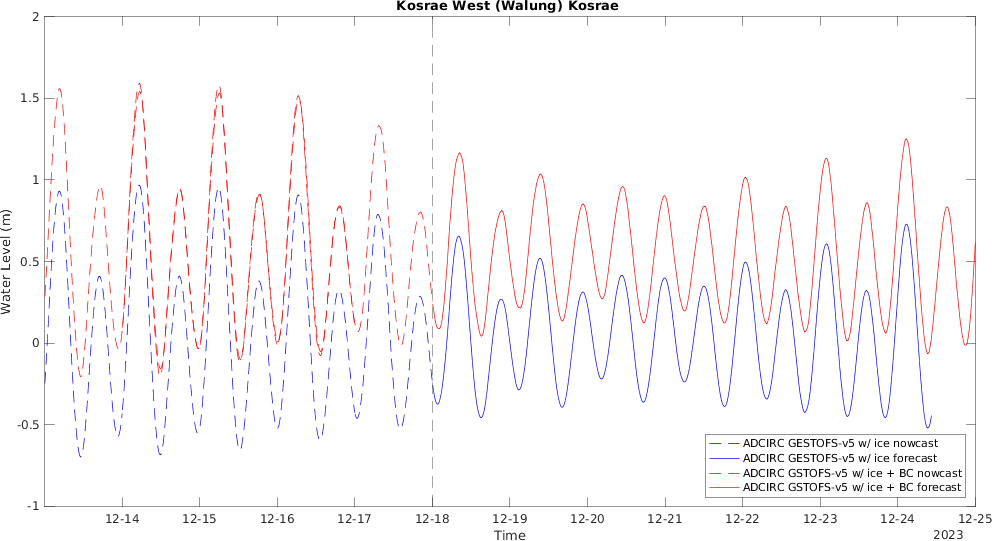 Kosrae West (Walung) Kosrae
Water Level (m)
2
1.5
1
0.5
0
-0.5
-1
12-14
12-15
12-16
12-17
12-18
12-19
12-20
12-21
12-22
12-23
12-24
12-25
Time
2023
ADCIRC GESTOFS-v5 w/ ice nowcast
ADCIRC GESTOFS-v5 w/ ice forecast
ADCIRC GSTOFS-v5 w/ ice + BC nowcast
ADCIRC GSTOFS-v5 w/ ice + BC forecast